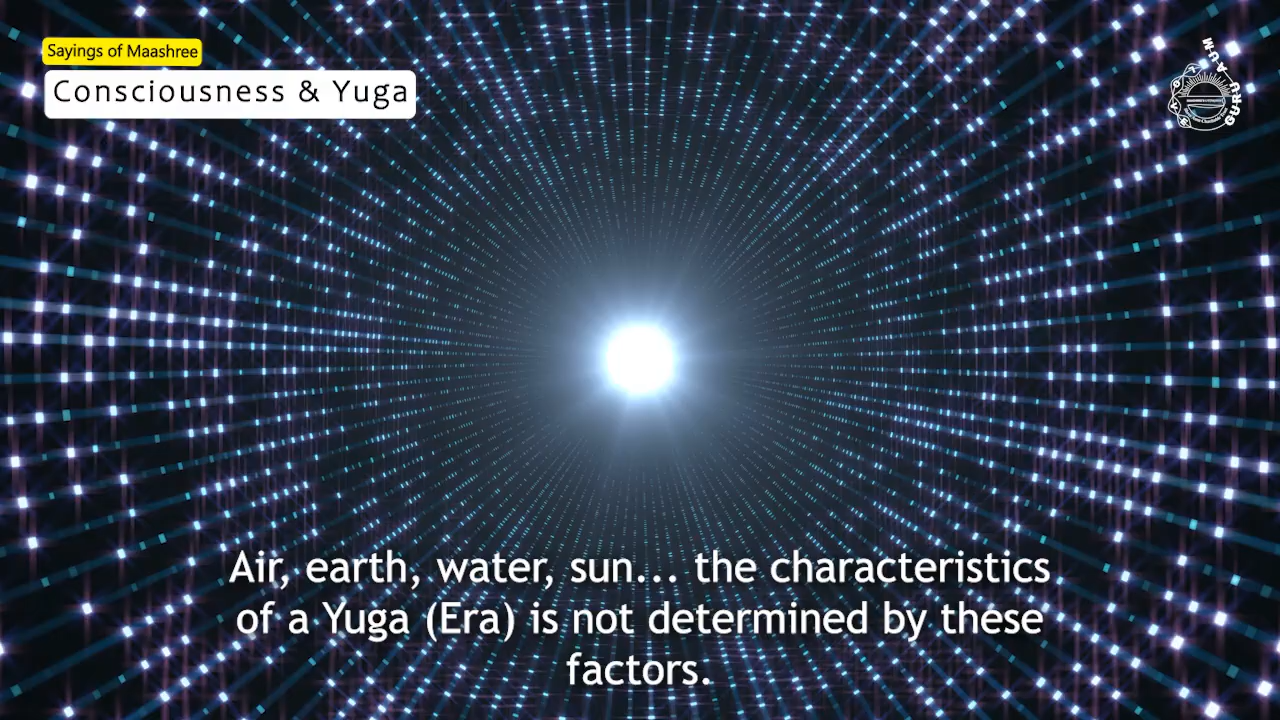 Sayings of Maashree
Consciousness & Yuga
GURU A·U·M
Air, earth, water, sun... the characteristics
of a Yuga (Era) is not determined by these
factors.